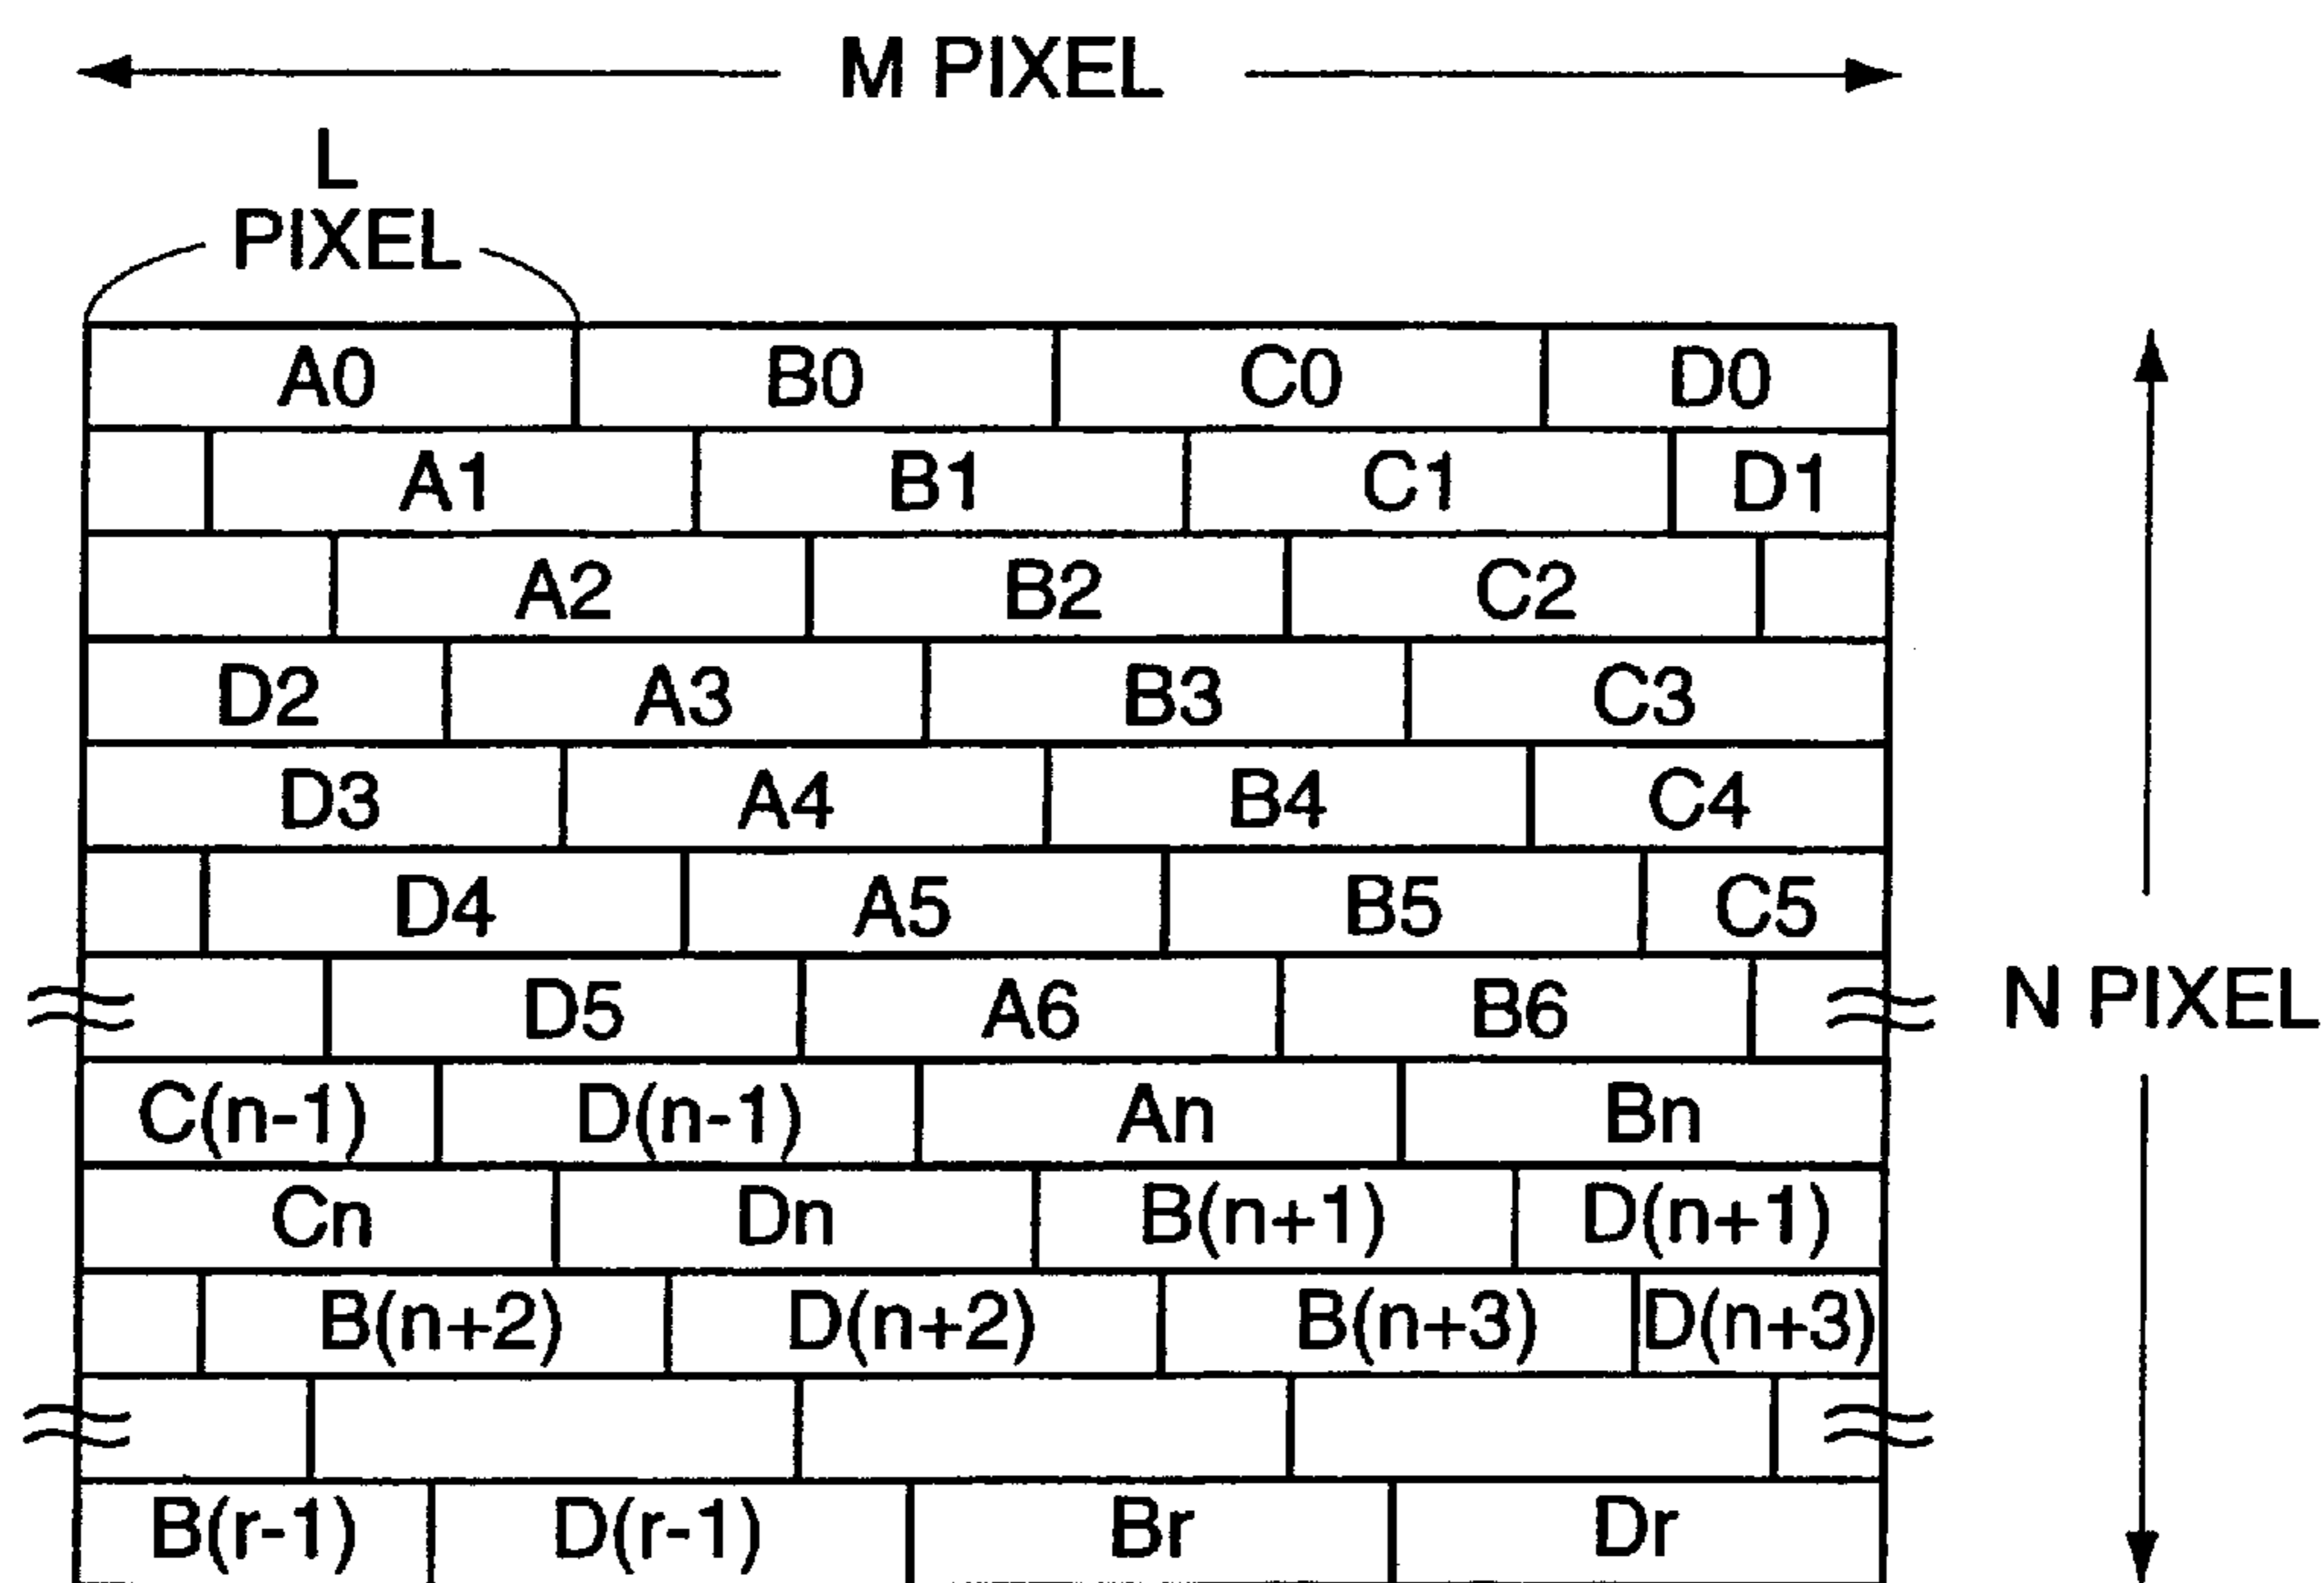 M PIXEL
L
PIXEL
A0 B0 C0 D0
A1 B1 C1 D1
A2 B2 C2
D2 A3 B3 C3
D3 A4 B4 C4
D4 A5 B5 C5
D5 A6 B6
N PIXEL
C(n-1) D(n-1) An Bn
Cn Dn B(n+1) D(n+1)
B(n+2) D(n+2) B(n+3) D(n+3)
B(r-1) D(r-1) Br Dr